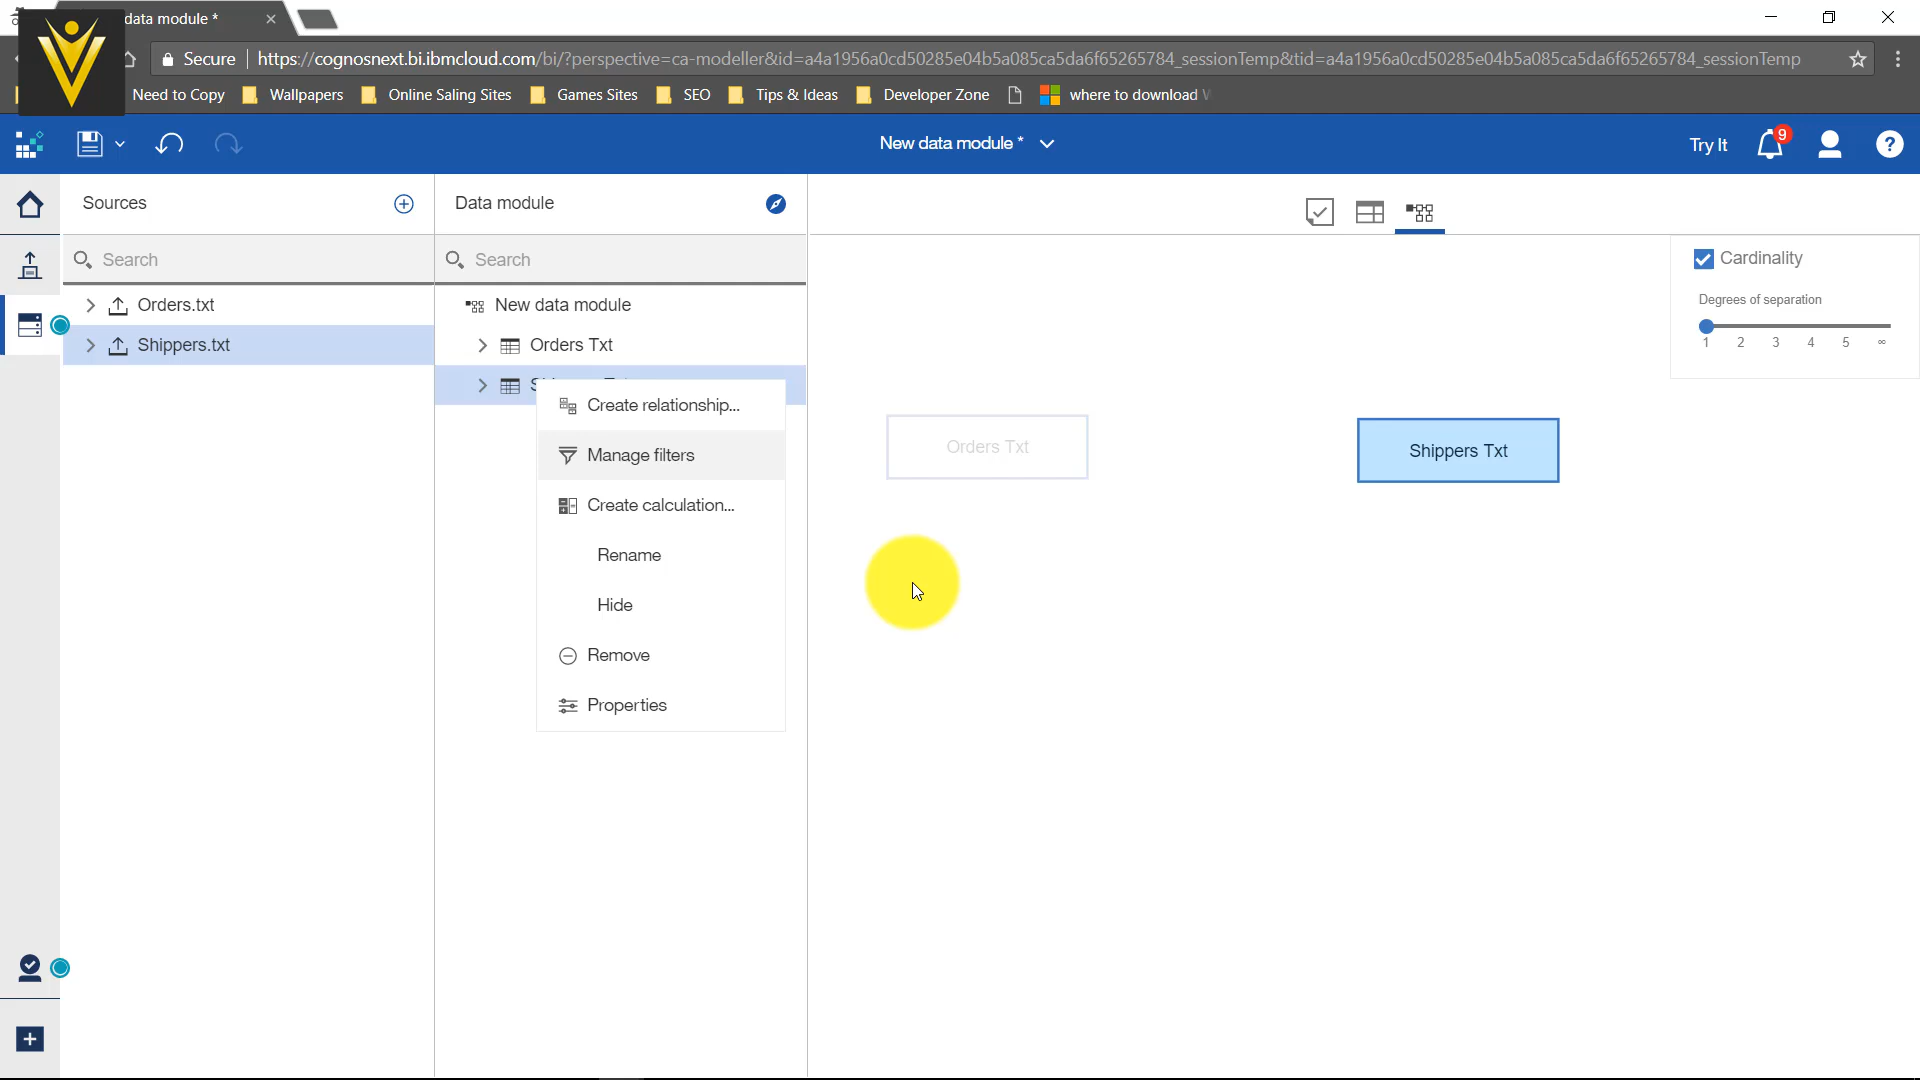 data module *
Secure https://cognosnext.bi.ibmcloud.com/bi/?perspective=ca-modeller&id=a4a1956a0cd50285e04b5a085ca5da6f65265784_sessionTemp&tid=a4a1956a0cd50285e04b5a085ca5da6f65265784_sessionTemp
Need to Copy Wallpapers Online Saling Sites Games Sites SEO Tips & Ideas Developer Zone where to download
New data module * Try It 9 ?
Sources Data module
Search Search
Orders.txt
Shippers.txt
New data module
Orders Txt
Create relationship...
Manage filters
Create calculation...
Rename
Hide
Remove
Properties
Orders Txt
Shippers Txt
Cardinality
Degrees of separation
1 2 3 4 5 ∞